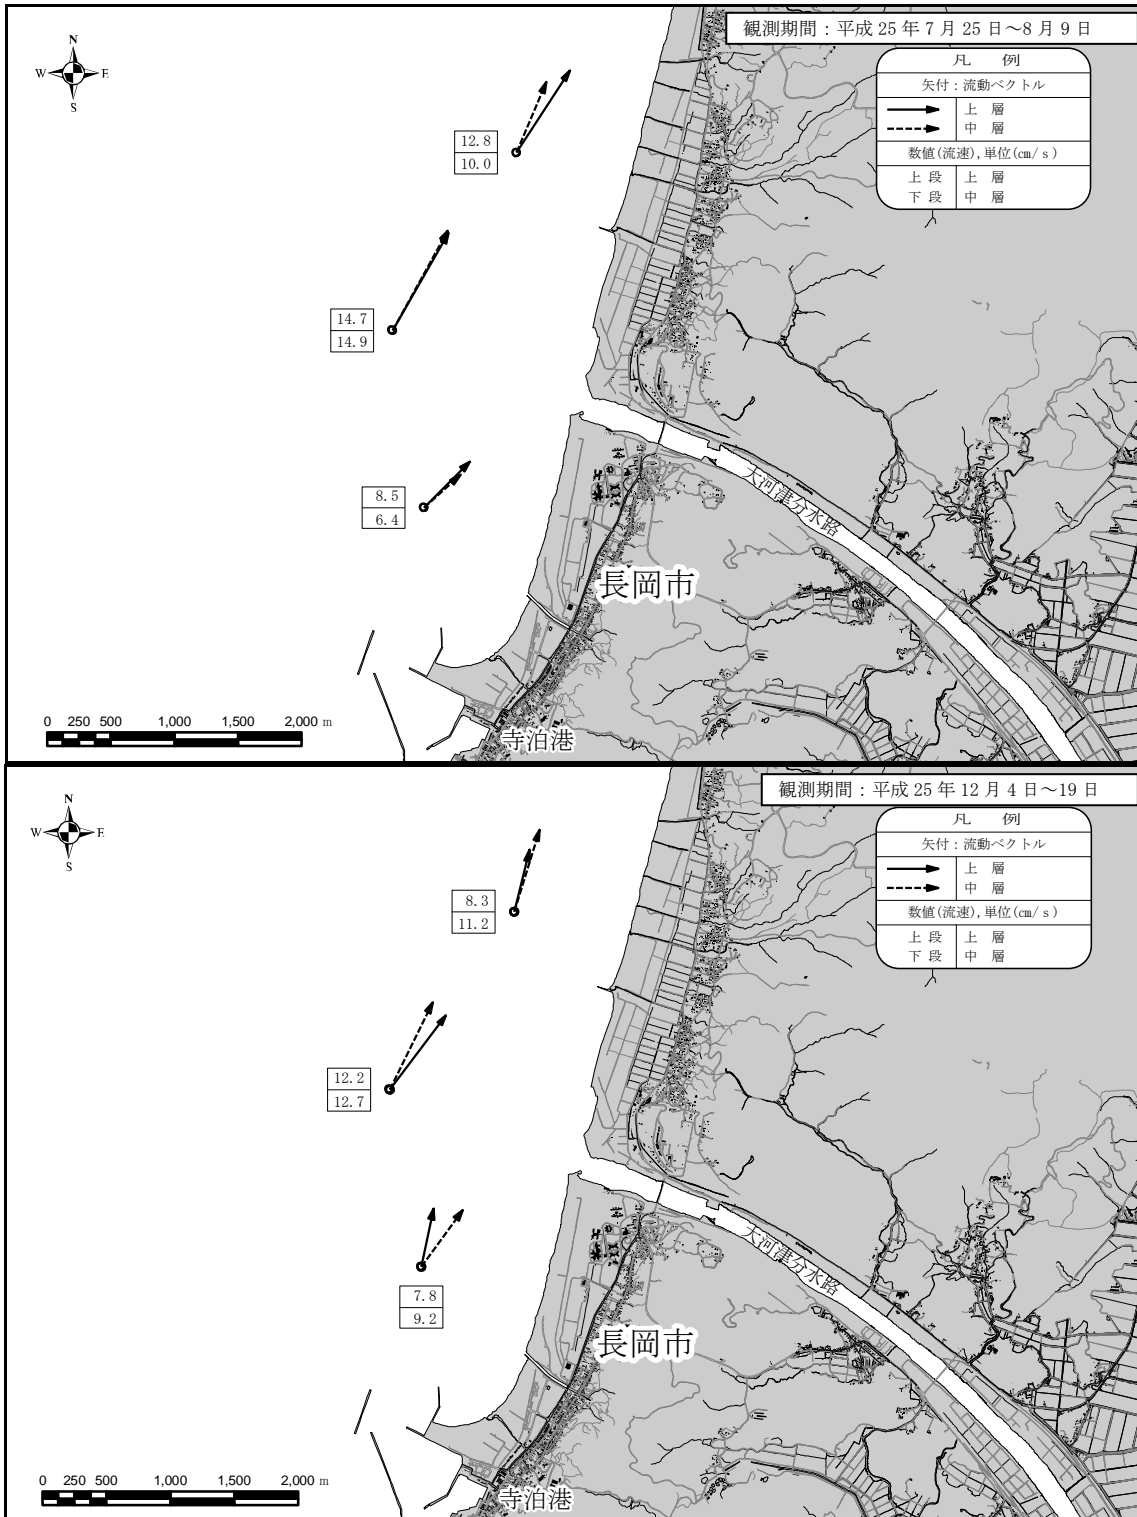 観測期間：平成 25 年 7 月 25 日～8 月 9 日
N
W E
S
凡 例
矢付：流動ベクトル
上 層
中 層
数値(流速),単位(cm/s)
上 段 上 層
下 段 中 層
12.8
10.0
14.7
14.9
8.5
6.4
大河津分水路
長岡市
寺泊港
0 250 500 1,000 1,500 2,000 m
観測期間：平成 25 年 12 月 4 日～19 日
N
W E
S
凡 例
矢付：流動ベクトル
上 層
中 層
数値(流速),単位(cm/s)
上 段 上 層
下 段 中 層
8.3
11.2
12.2
12.7
7.8
9.2
大河津分水路
長岡市
寺泊港
0 250 500 1,000 1,500 2,000 m